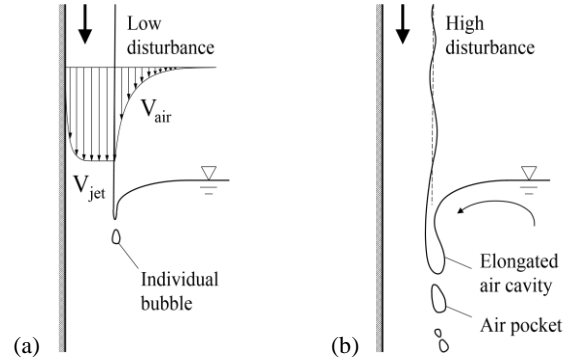 Low
disturbance
V_air
V_jet
Individual
bubble
(a)
High
disturbance
Elongated
air cavity
Air pocket
(b)